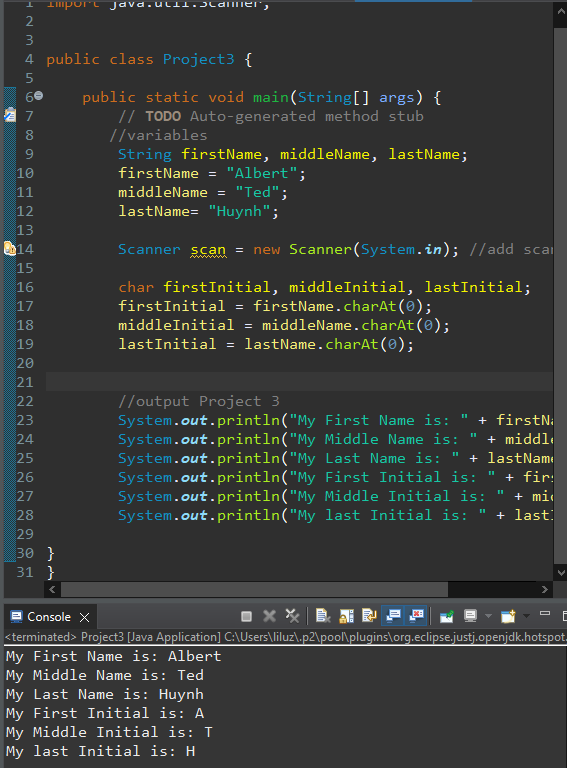 1 import java.util.Scanner;
2
3
4 public class Project3 {
5
6 public static void main(String[] args) {
7 // TODO Auto-generated method stub
8 //variables
9 String firstName, middleName, lastName;
10 firstName = "Albert";
11 middleName = "Ted";
12 lastName= "Huynh";
13
14 Scanner scan = new Scanner(System.in); //add scan
15
16 char firstInitial, middleInitial, lastInitial;
17 firstInitial = firstName.charAt(0);
18 middleInitial = middleName.charAt(0);
19 lastInitial = lastName.charAt(0);
20
21
22 //output Project 3
23 System.out.println("My First Name is: " + firstNa
24 System.out.println("My Middle Name is: " + middle
25 System.out.println("My Last Name is: " + lastName
26 System.out.println("My First Initial is: " + firs
27 System.out.println("My Middle Initial is: " + mid
28 System.out.println("My last Initial is: " + lastI
29
30 }
31 }
Console
<terminated> Project3 [Java Application] C:\Users\liluz\.p2\pool\plugins\org.eclipse.justj.openjdk.hotspot.
My First Name is: Albert
My Middle Name is: Ted
My Last Name is: Huynh
My First Initial is: A
My Middle Initial is: T
My last Initial is: H